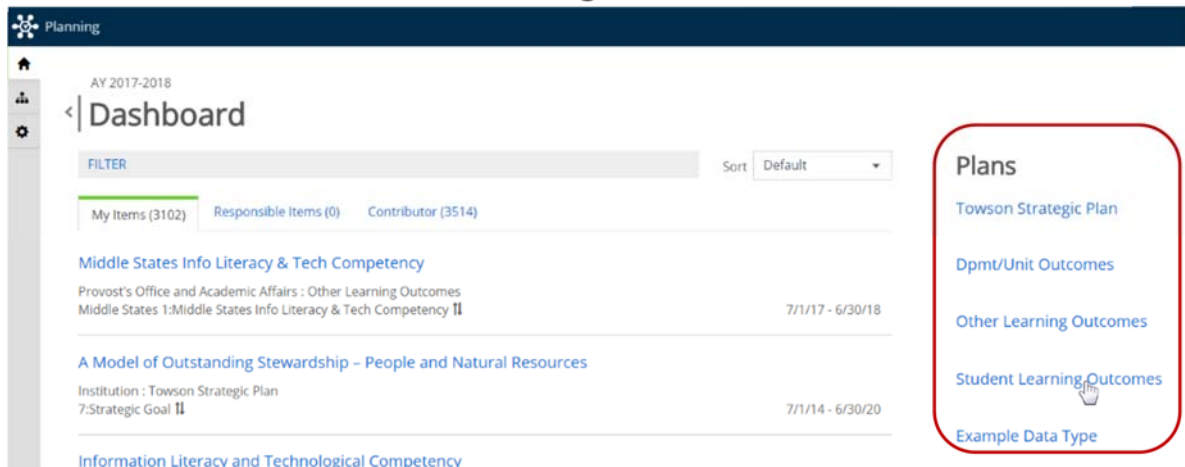 Planning
AY 2017-2018
Dashboard
FILTER
Sort Default
My Items (3102) Responsible Items (0) Contributor (3514)
Middle States Info Literacy & Tech Competency
Provost's Office and Academic Affairs : Other Learning Outcomes
Middle States 1:Middle States Info Literacy & Tech Competency
7/1/17 - 6/30/18
A Model of Outstanding Stewardship – People and Natural Resources
Institution : Towson Strategic Plan
7:Strategic Goal
7/1/14 - 6/30/20
Information Literacy and Technological Competency
Plans
Towson Strategic Plan
Dpmt/Unit Outcomes
Other Learning Outcomes
Student Learning Outcomes
Example Data Type